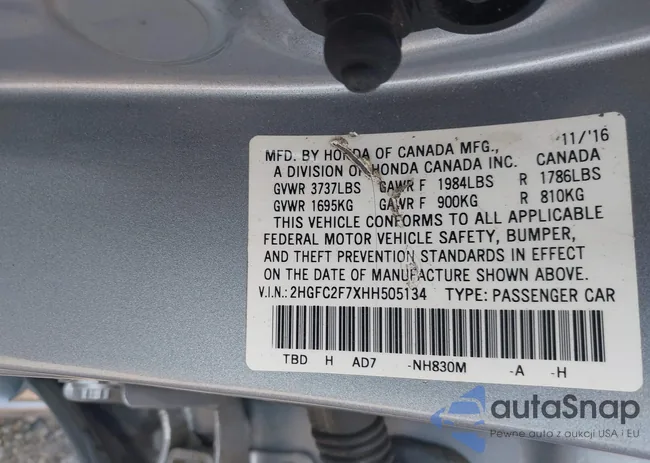 11/'16
MFD. BY HONDA OF CANADA MFG., CANADA
A DIVISION OF HONDA CANADA INC.
GVWR 3737LBS GAWR F 1984LBS R 1786LBS
GVWR 1695KG GAWR F 900KG R 810KG
THIS VEHICLE CONFORMS TO ALL APPLICABLE
FEDERAL MOTOR VEHICLE SAFETY, BUMPER,
AND THEFT PREVENTION STANDARDS IN EFFECT
ON THE DATE OF MANUFACTURE SHOWN ABOVE.
V.I.N.: 2HGFC2F7XHH505134 TYPE: PASSENGER CAR
TBD H AD7 -NH830M -A -H
autaSnap
Pewne auta z aukcji USA i EU